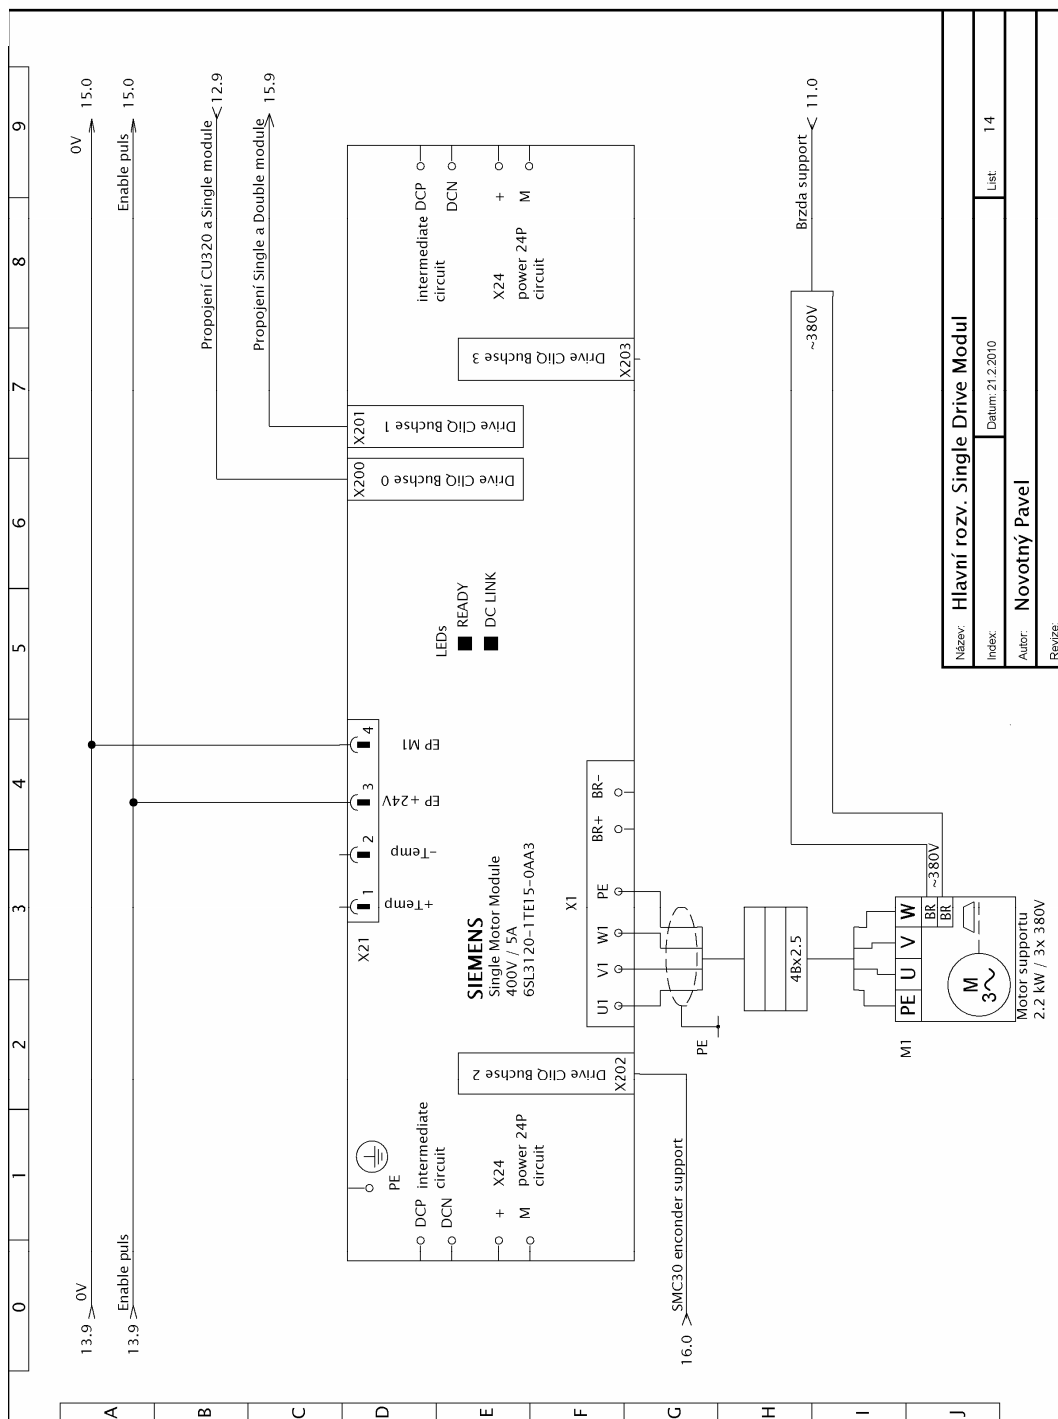 0 1 2 3 4 5 6 7 8 9
A
B
C
D
E
F
G
H
I
J
13.9 0V
0V 15.0
13.9 Enable puls
Enable puls 15.0
Propojení CU320 a Single module 12.9
Propojení Single a Double module 15.9
PE
DCP intermediate
circuit
DCN
+ X24
M power 24P
circuit
X21
1 2 3 4
+Temp
-Temp
EP +24V
EP M1
SIEMENS
Single Motor Module
400V / 5A
6SL3120-1TE15-0AA3
LEDs
READY
DC LINK
X200
Drive CliQ Buchse 0
X201
Drive CliQ Buchse 1
Drive CliQ Buchse 2
X202
Drive CliQ Buchse 3
X203
intermediate DCP
circuit
DCN
X24 +
power 24P M
circuit
X1
U1 V1 W1 PE BR+ BR-
16.0 SMC30 enconder support
PE
4Bx2.5
Brzda support 11.0
~380V
~380V
M1
PE U V W
BR
BR
M
3~
Motor supportu
2.2 kW / 3x 380V
Název: Hlavní rozv. Single Drive Modul
Index: Datum: 21.2.2010 List: 14
Autor: Novotný Pavel
Revize: